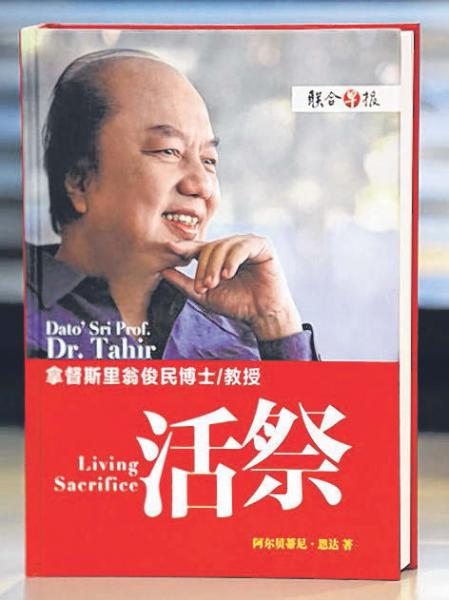 联合早报
Dato' Sri Prof.
Dr. Tahir
拿督斯里翁俊民博士/教授
Living
Sacrifice
活祭
阿尔贝蒂尼·恩达 著